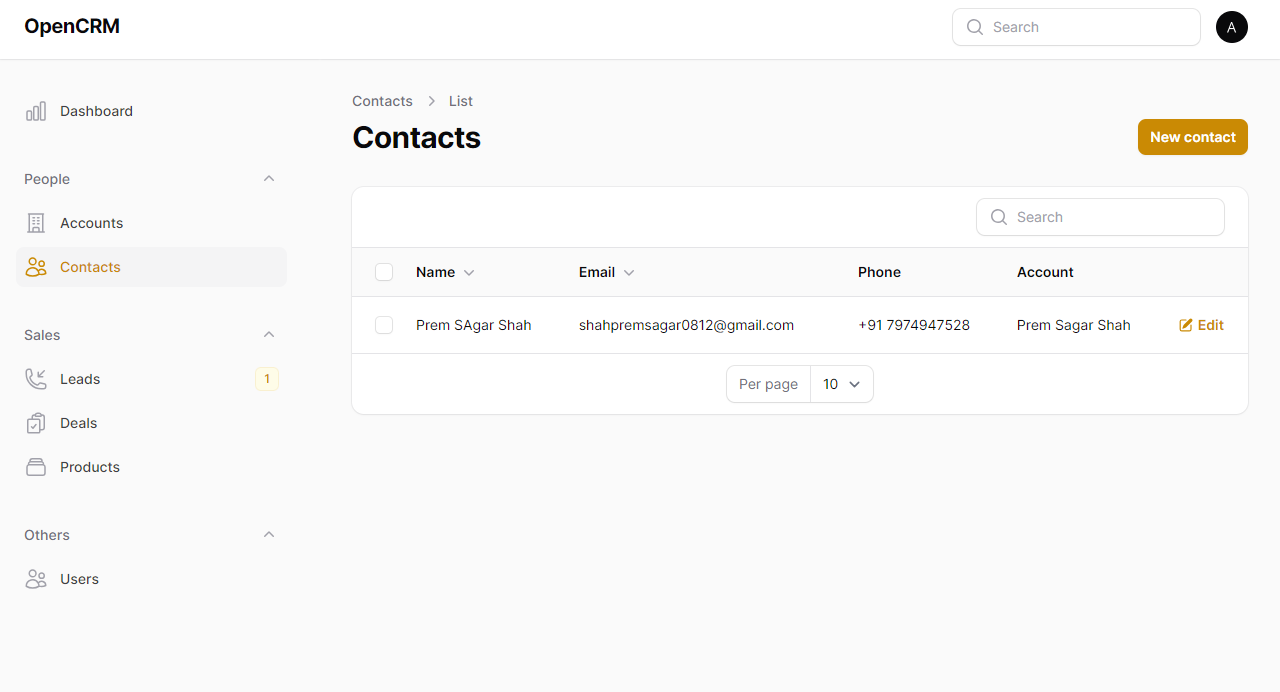 OpenCRM
Search
A
Dashboard
People
Accounts
Contacts
Sales
Leads
1
Deals
Products
Others
Users
Contacts
List
Contacts
New contact
Search
Name Email Phone Account
Prem SAgar Shah shahpremsagar0812@gmail.com +91 7974947528 Prem Sagar Shah Edit
Per page 10